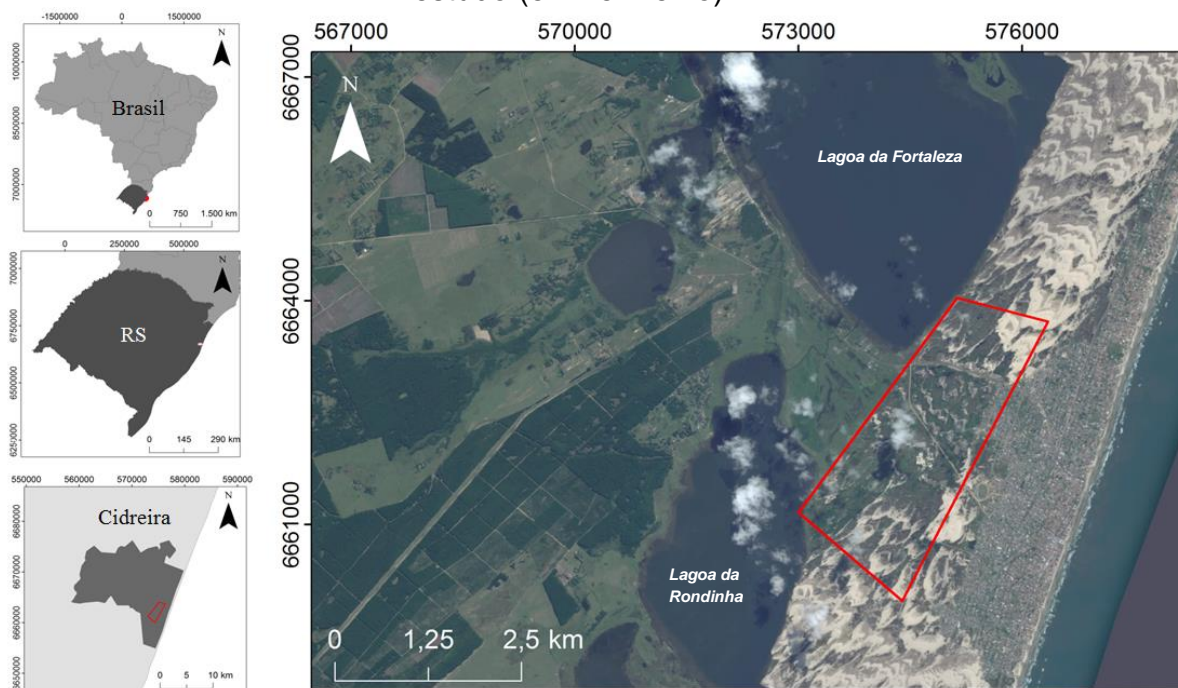 estudo
-1500000 0 1500000
N
10000000
8500000
7000000
Brasil
0 750 1.500 km
0 250000 500000
N
7000000
6750000
6500000
6250000
RS
0 145 290 km
550000 560000 570000 580000 590000
N
Cidreira
6680000
6670000
6660000
0 5 10 km
567000 570000 573000 576000
6667000
6664000
6661000
N
Lagoa da Fortaleza
Lagoa da
Rondinha
0 1,25 2,5 km